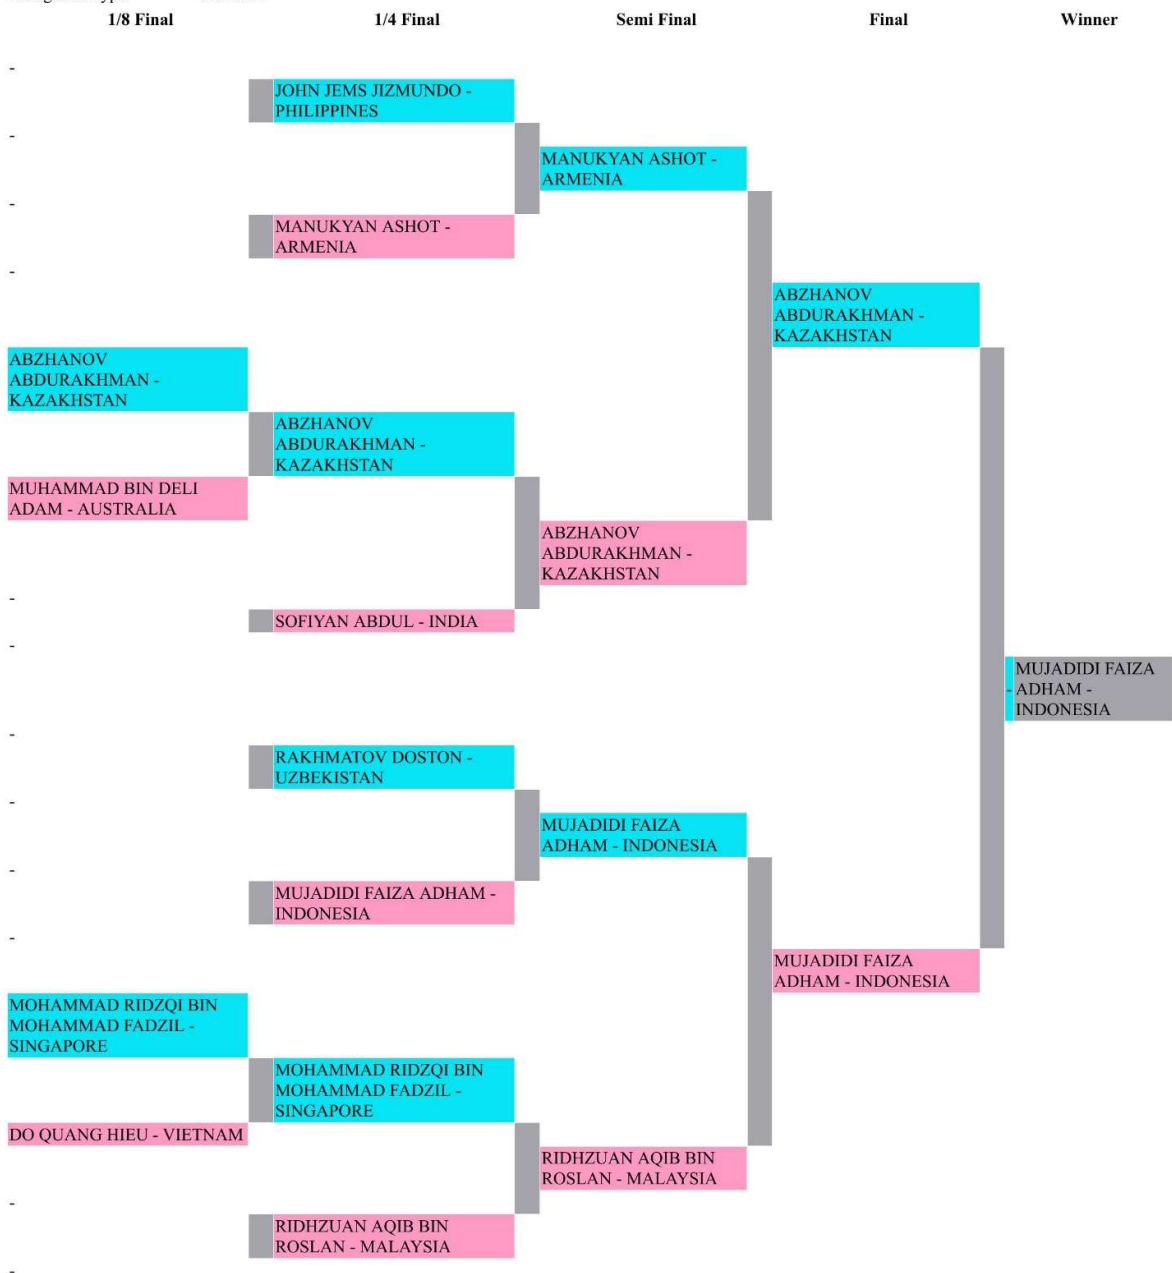 1/8 Final
1/4 Final
Semi Final
Final
Winner
-
JOHN JEMS JIZMUNDO -
PHILIPPINES
-
MANUKYAN ASHOT -
ARMENIA
-
MANUKYAN ASHOT -
ARMENIA
-
ABZHANOV
ABDURAKHMAN -
KAZAKHSTAN
ABZHANOV
ABDURAKHMAN -
KAZAKHSTAN
ABZHANOV
ABDURAKHMAN -
KAZAKHSTAN
MUHAMMAD BIN DELI
ADAM - AUSTRALIA
ABZHANOV
ABDURAKHMAN -
KAZAKHSTAN
-
SOFIYAN ABDUL - INDIA
-
MUJADIDI FAIZA
- ADHAM -
INDONESIA
-
RAKHMATOV DOSTON -
UZBEKISTAN
-
MUJADIDI FAIZA
ADHAM - INDONESIA
-
MUJADIDI FAIZA ADHAM -
INDONESIA
-
MUJADIDI FAIZA
ADHAM - INDONESIA
MOHAMMAD RIDZQI BIN
MOHAMMAD FADZIL -
SINGAPORE
MOHAMMAD RIDZQI BIN
MOHAMMAD FADZIL -
SINGAPORE
DO QUANG HIEU - VIETNAM
RIDHZUAN AQIB BIN
ROSLAN - MALAYSIA
-
RIDHZUAN AQIB BIN
ROSLAN - MALAYSIA
-